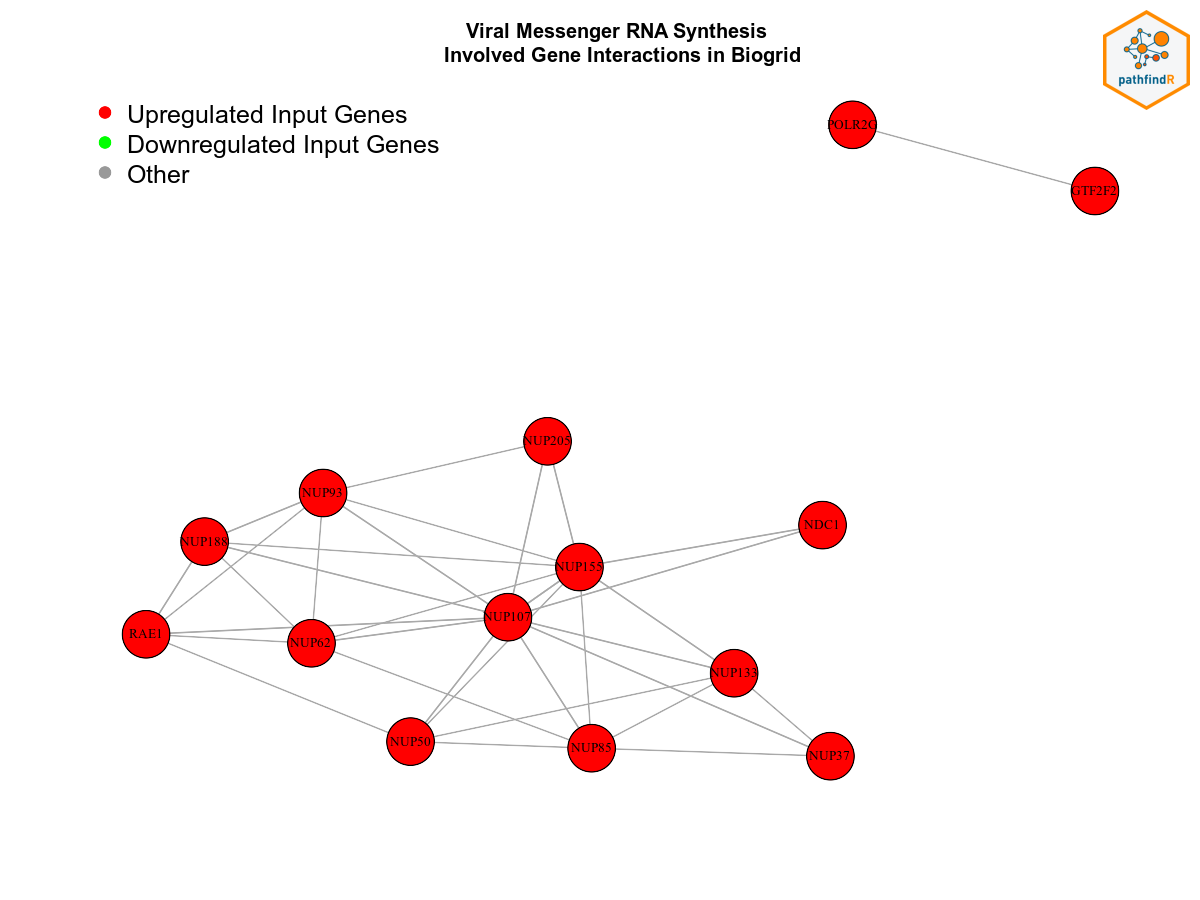 Viral Messenger RNA Synthesis
Involved Gene Interactions in Biogrid
pathfindR
Upregulated Input Genes
Downregulated Input Genes
Other
GTF2F2
NUP205
NUP93
NDC1
NUP188
NUP155
NUP107
RAE1
NUP62
NUP133
NUP50
NUP85
NUP37